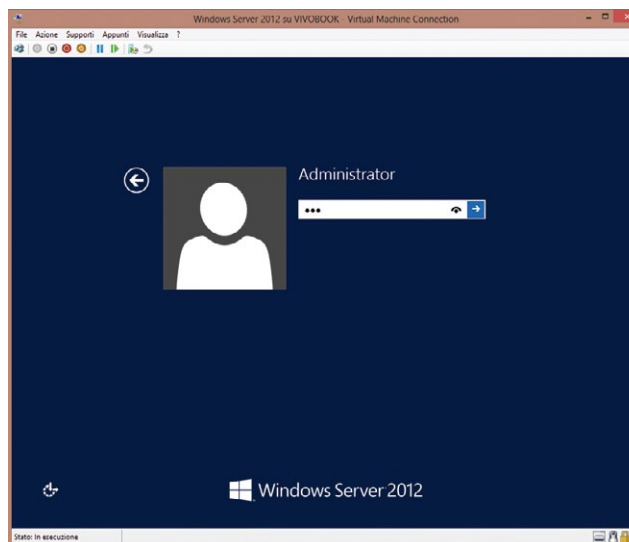 Windows Server 2012 su VIVOBOOK - Virtual Machine Connection
File Azione Supporti Appunti Visualizza ?
Administrator
Windows Server 2012
Stato: In esecuzione